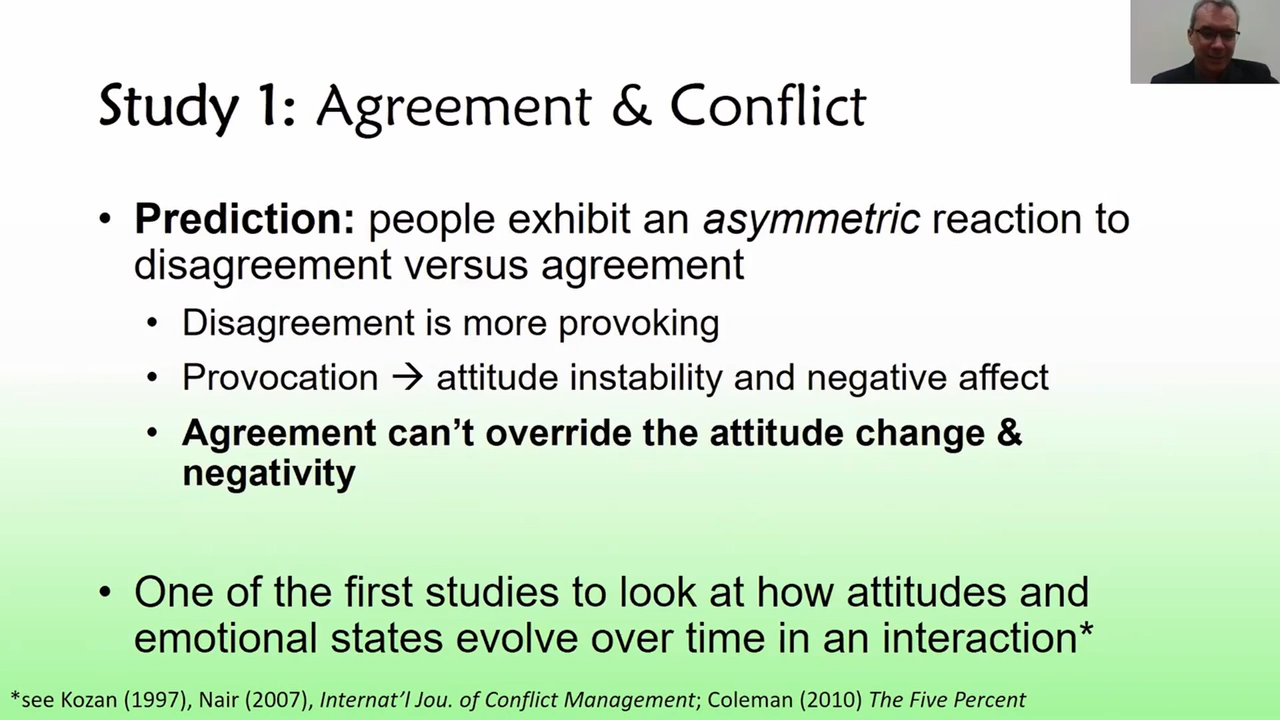 Study 1: Agreement & Conflict
• Prediction: people exhibit an asymmetric reaction to
disagreement versus agreement
• Disagreement is more provoking
• Provocation → attitude instability and negative affect
• Agreement can’t override the attitude change &
negativity
• One of the first studies to look at how attitudes and
emotional states evolve over time in an interaction*
*see Kozan (1997), Nair (2007), Internat’l Jou. of Conflict Management; Coleman (2010) The Five Percent